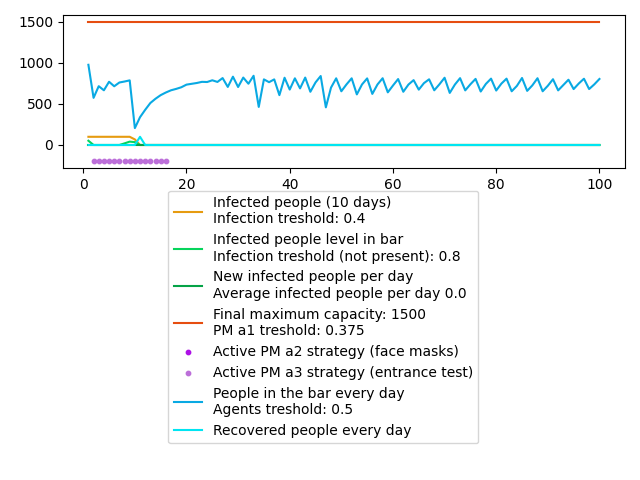 1500
1000
500
0
0 20 40 60 80 100
Infected people (10 days)
Infection treshold: 0.4
Infected people level in bar
Infection treshold (not present): 0.8
New infected people per day
Average infected people per day 0.0
Final maximum capacity: 1500
PM a1 treshold: 0.375
Active PM a2 strategy (face masks)
Active PM a3 strategy (entrance test)
People in the bar every day
Agents treshold: 0.5
Recovered people every day